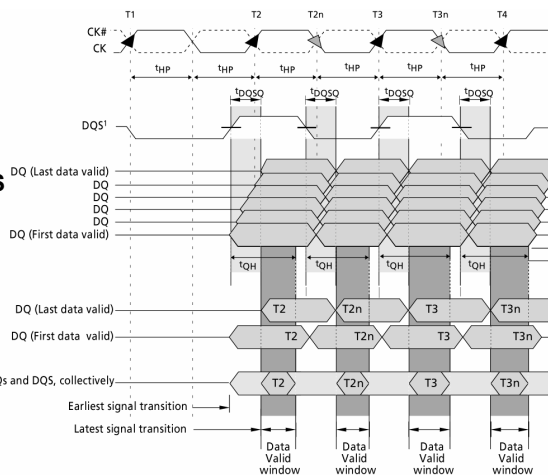 T1 T2 T2n T3 T3n T4
CK#
CK
tHP tHP tHP tHP tHP tHP
tDQSQ tDQSQ tDQSQ tDQSQ
DQS1
S
DQ (Last data valid)
DQ
DQ
DQ
DQ
DQ (First data valid)
tQH tQH tQH tQH
DQ (Last data valid) T2 T2n T3 T3n
DQ (First data valid) T2 T2n T3 T3n
Qs and DQS, collectively T2 T2n T3 T3n
Earliest signal transition
Latest signal transition
Data Data Data Data
Valid Valid Valid Valid
window window window window